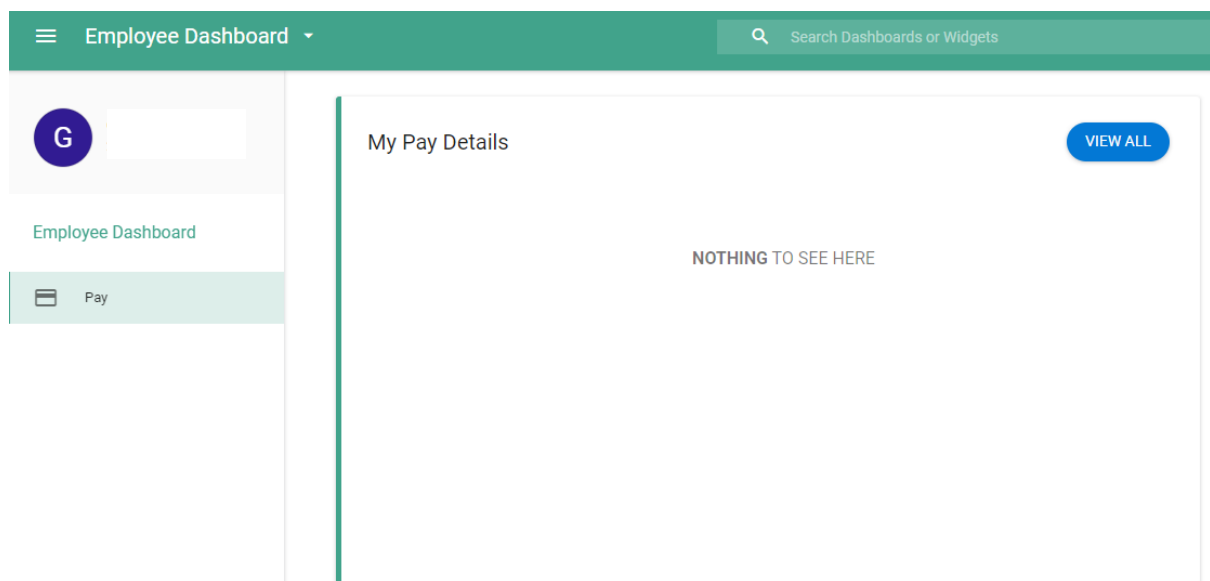 Employee Dashboard
Search Dashboards or Widgets
G
My Pay Details
VIEW ALL
Employee Dashboard
NOTHING TO SEE HERE
Pay